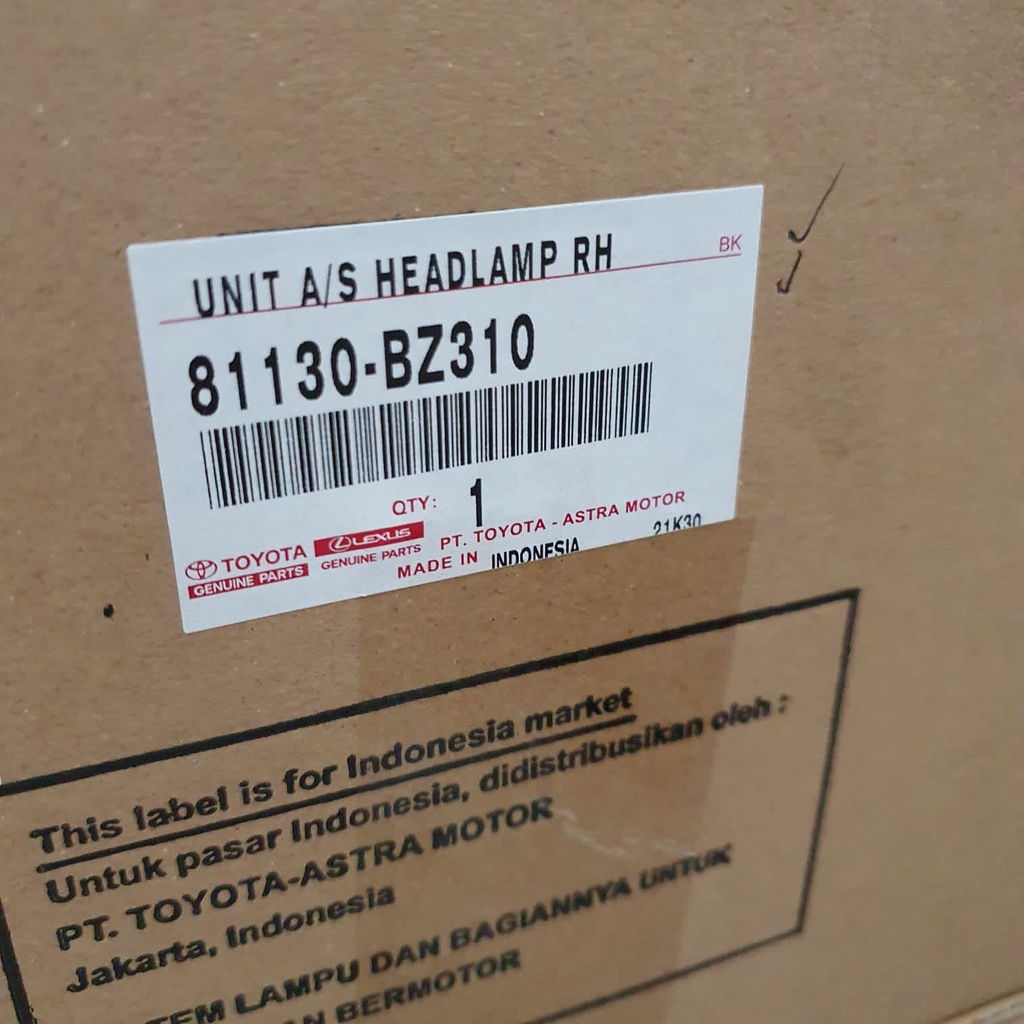 UNIT A/S HEADLAMP RH
BK
81130-BZ310
QTY: 1
TOYOTA
GENUINE PARTS
LEXUS
GENUINE PARTS
PT. TOYOTA - ASTRA MOTOR
MADE IN INDONESIA
21K30
This label is for Indonesia market
Untuk pasar Indonesia, didistribusikan oleh :
PT. TOYOTA-ASTRA MOTOR
Jakarta, Indonesia
LAMPU DAN BAGIANNYA UNTUK
BERMOTOR